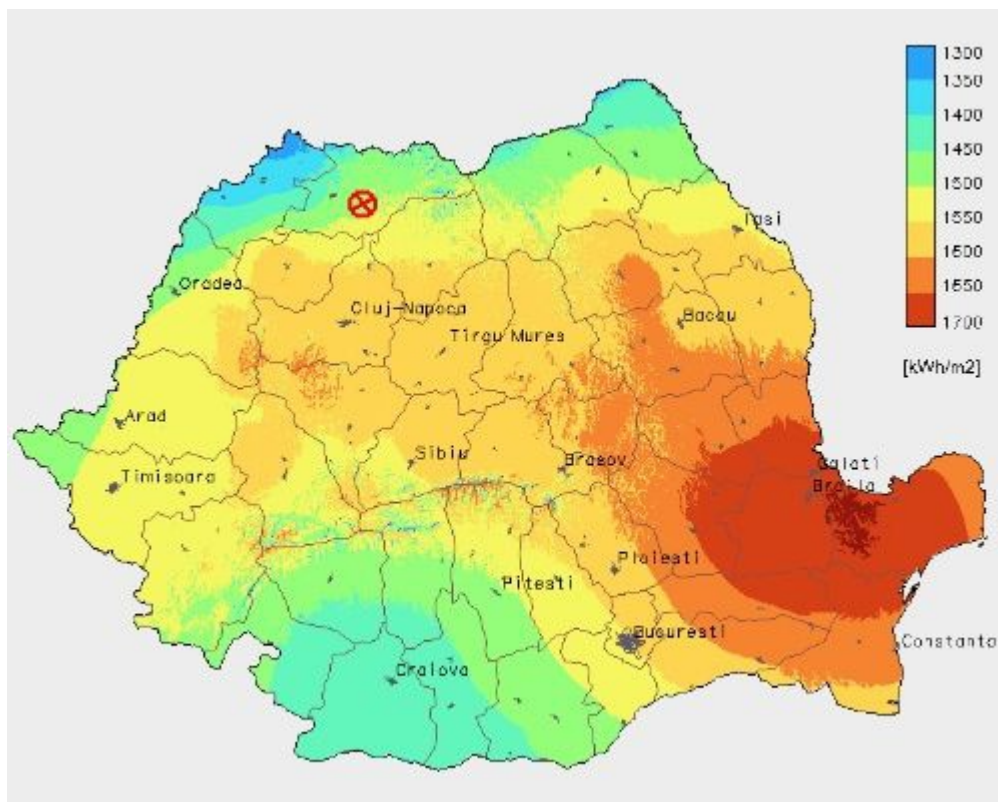 1300
1350
1400
1450
1500
1550
1600
1650
1700
[kWh/m2]
Iasi
Oradea
Cluj-Napoca
Tirgu Mures
Bacau
Arad
Sibiu
Brasov
Timisoara
Galati
Braila
Ploiesti
Pitesti
Bucuresti
Constanta
Craiova